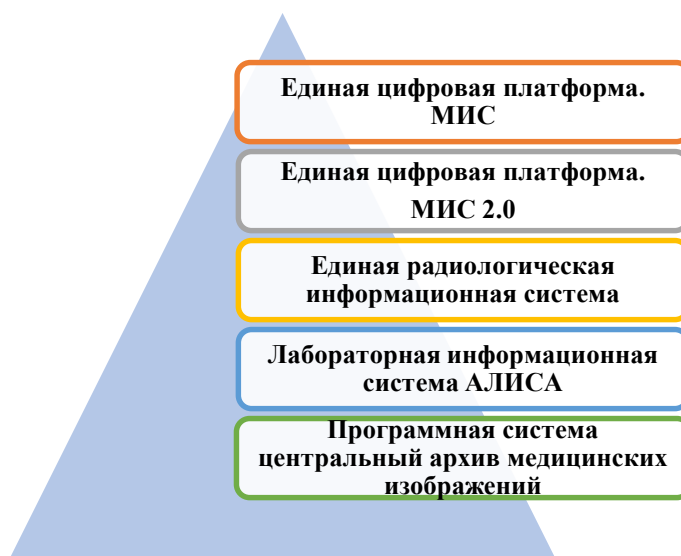 Единая цифровая платформа.
МИС
Единая цифровая платформа.
МИС 2.0
Единая радиологическая
информационная система
Лабораторная информационная
система АЛИСА
Программная система
центральный архив медицинских
изображений